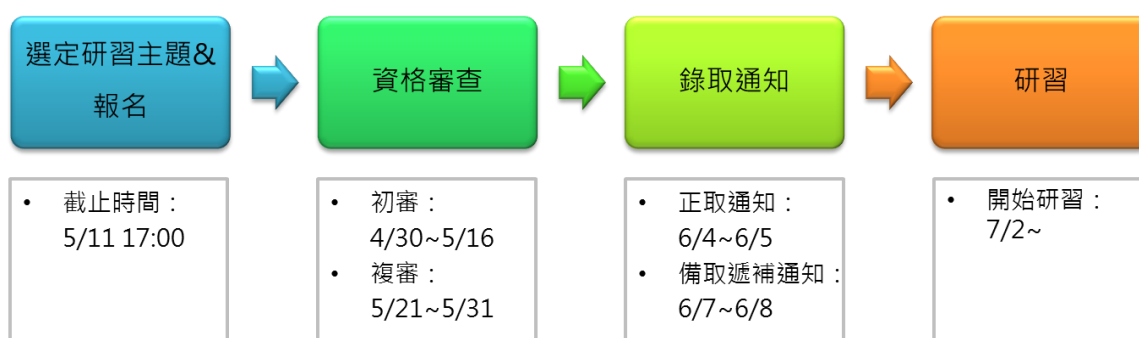 選定研習主題&
報名
資格審查
錄取通知
研習
• 截止時間：
5/11 17:00
• 初審：
4/30~5/16
• 複審：
5/21~5/31
• 正取通知：
6/4~6/5
• 備取遞補通知：
6/7~6/8
• 開始研習：
7/2~